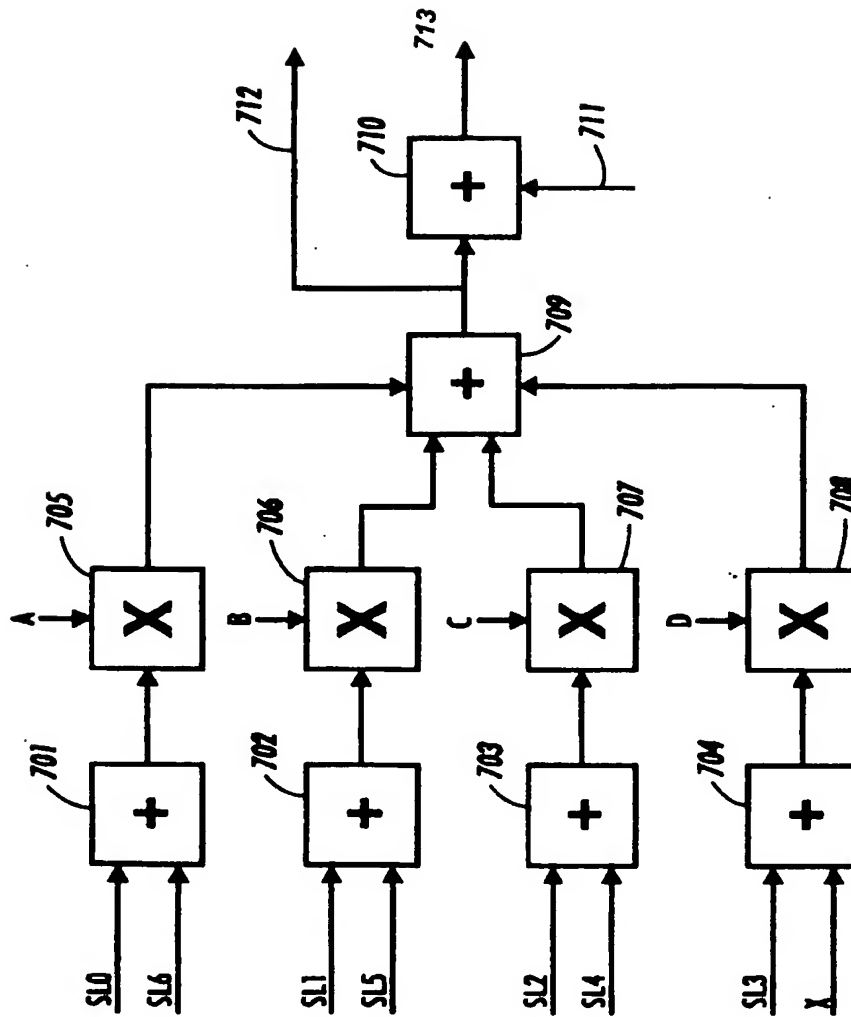 A
701
705
SL0
+
X
SL6
712
702
B
706
SL1
+
X
SL5
710
713
+
+
709
711
703
C
SL2
+
X
SL4
707
704
D
SL3
+
X
X
708